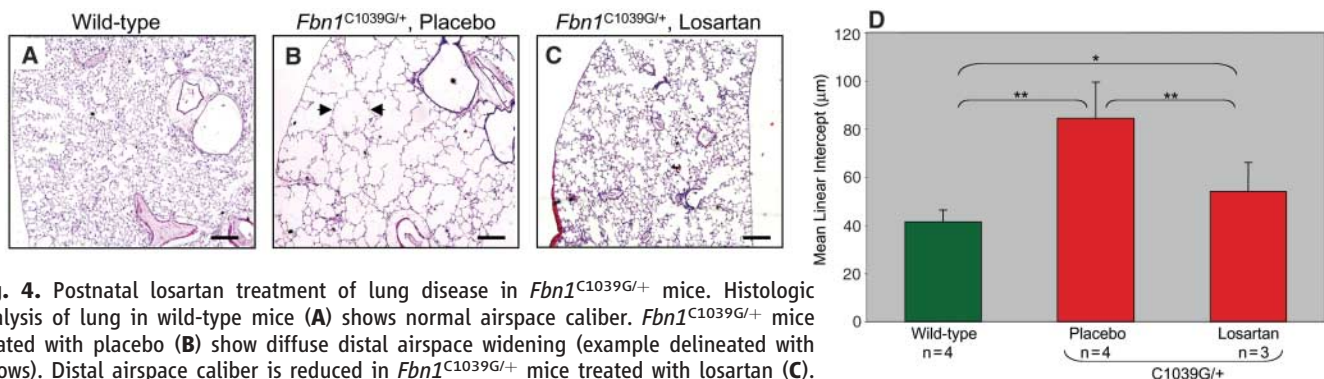 Wild-type
Fbn1C1039G/+, Placebo
Fbn1C1039G/+, Losartan
A
B
C
*
D
Mean Linear Intercept (μm)
120
100
80
60
40
20
0
*
**
**
Wild-type
n=4
Placebo
n=4
Losartan
n=3
C1039G/+
4. Postnatal losartan treatment of lung disease in Fbn1C1039G/+ mice. Histologic
of lung in wild-type mice (A) shows normal airspace caliber. Fbn1C1039G/+ mice
with placebo (B) show diffuse distal airspace widening (example delineated with
Distal airspace caliber is reduced in Fbn1C1039G/+ mice treated with losartan (C).